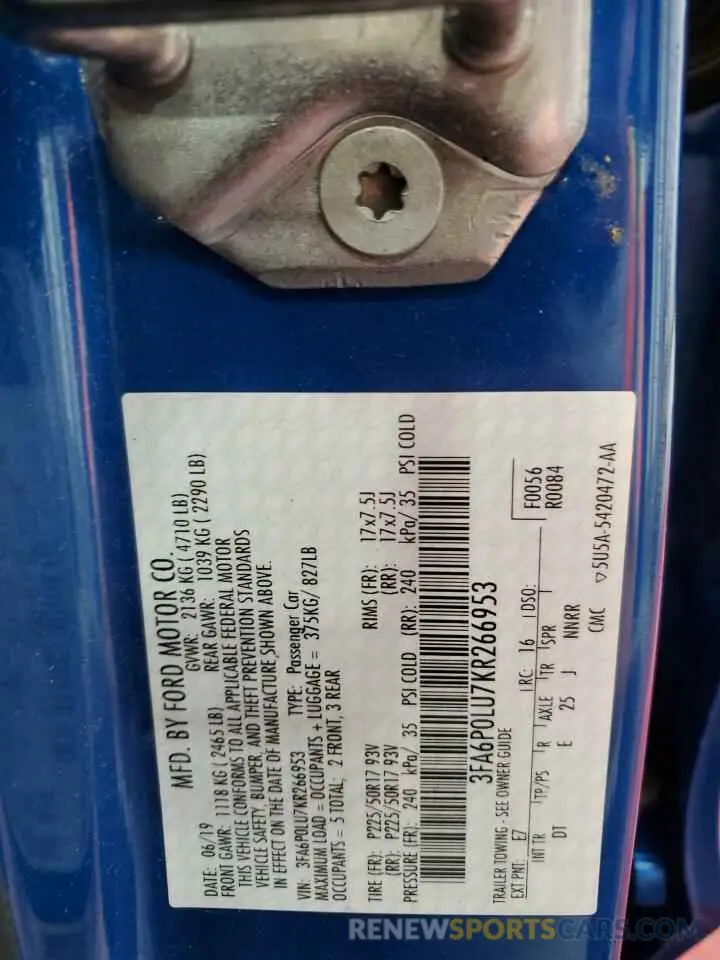 MFD. BY FORD MOTOR CO.
DATE: 06/19 GVWR: 2136 KG ( 4710 LB)
FRONT GAWR: 1118 KG ( 2465 LB) REAR GAWR: 1039 KG ( 2290 LB)
THIS VEHICLE CONFORMS TO ALL APPLICABLE FEDERAL MOTOR
VEHICLE SAFETY, BUMPER, AND THEFT PREVENTION STANDARDS
IN EFFECT ON THE DATE OF MANUFACTURE SHOWN ABOVE.
VIN: 3FA6P0LU7KR266953 TYPE: Passenger Car
MAXIMUM LOAD = OCCUPANTS + LUGGAGE = 375KG/ 827LB
OCCUPANTS = 5 TOTAL; 2 FRONT, 3 REAR
TIRE (FR): P225/50R17 93V RIMS (FR): 17x7.5J
(RR): P225/50R17 93V (RR): 17x7.5J
PRESSURE (FR): 240 kPa/ 35 PSI COLD (RR): 240 kPa/ 35 PSI COLD
3FA6P0LU7KR266953
TRAILER TOWING - SEE OWNER GUIDE F0056
EXT PNT: E7 RC: 16 DSO: R0084
INT TR TP/PS R AXLE TR SPR
DT E 25 J NNRR
CMC ▽5U5A-5420472-AA
RENEWSPORTSCARS.COM